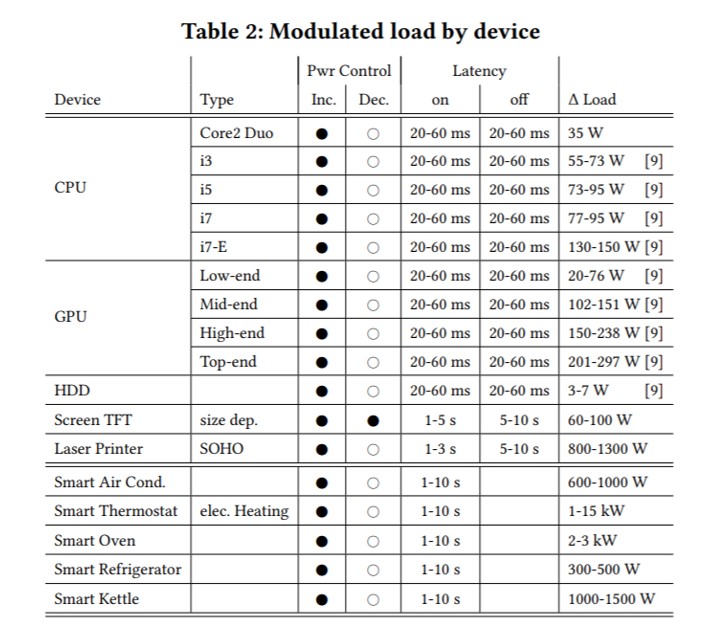 Table 2: Modulated load by device
Pwr Control Latency
Device Type Inc. Dec. on off Δ Load
Core2 Duo ● ○ 20-60 ms 20-60 ms 35 W
i3 ● ○ 20-60 ms 20-60 ms 55-73 W [9]
CPU i5 ● ○ 20-60 ms 20-60 ms 73-95 W [9]
i7 ● ○ 20-60 ms 20-60 ms 77-95 W [9]
i7-E ● ○ 20-60 ms 20-60 ms 130-150 W [9]
Low-end ● ○ 20-60 ms 20-60 ms 20-76 W [9]
GPU Mid-end ● ○ 20-60 ms 20-60 ms 102-151 W [9]
High-end ● ○ 20-60 ms 20-60 ms 150-238 W [9]
Top-end ● ○ 20-60 ms 20-60 ms 201-297 W [9]
HDD ● ○ 20-60 ms 20-60 ms 3-7 W [9]
Screen TFT size dep. ● ● 1-5 s 5-10 s 60-100 W
Laser Printer SOHO ● ○ 1-3 s 5-10 s 800-1300 W
Smart Air Cond. ● ○ 1-10 s 600-1000 W
Smart Thermostat elec. Heating ● ○ 1-10 s 1-15 kW
Smart Oven ● ○ 1-10 s 2-3 kW
Smart Refrigerator ● ○ 1-10 s 300-500 W
Smart Kettle ● ○ 1-10 s 1000-1500 W